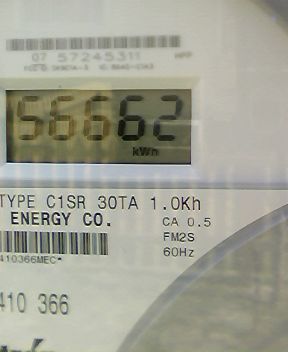 07 57245311
56662
kWh
TYPE C1SR 30TA 1.0Kh
ENERGY CO.
CA 0.5
FM2S
60Hz
410366MEC*
410 366